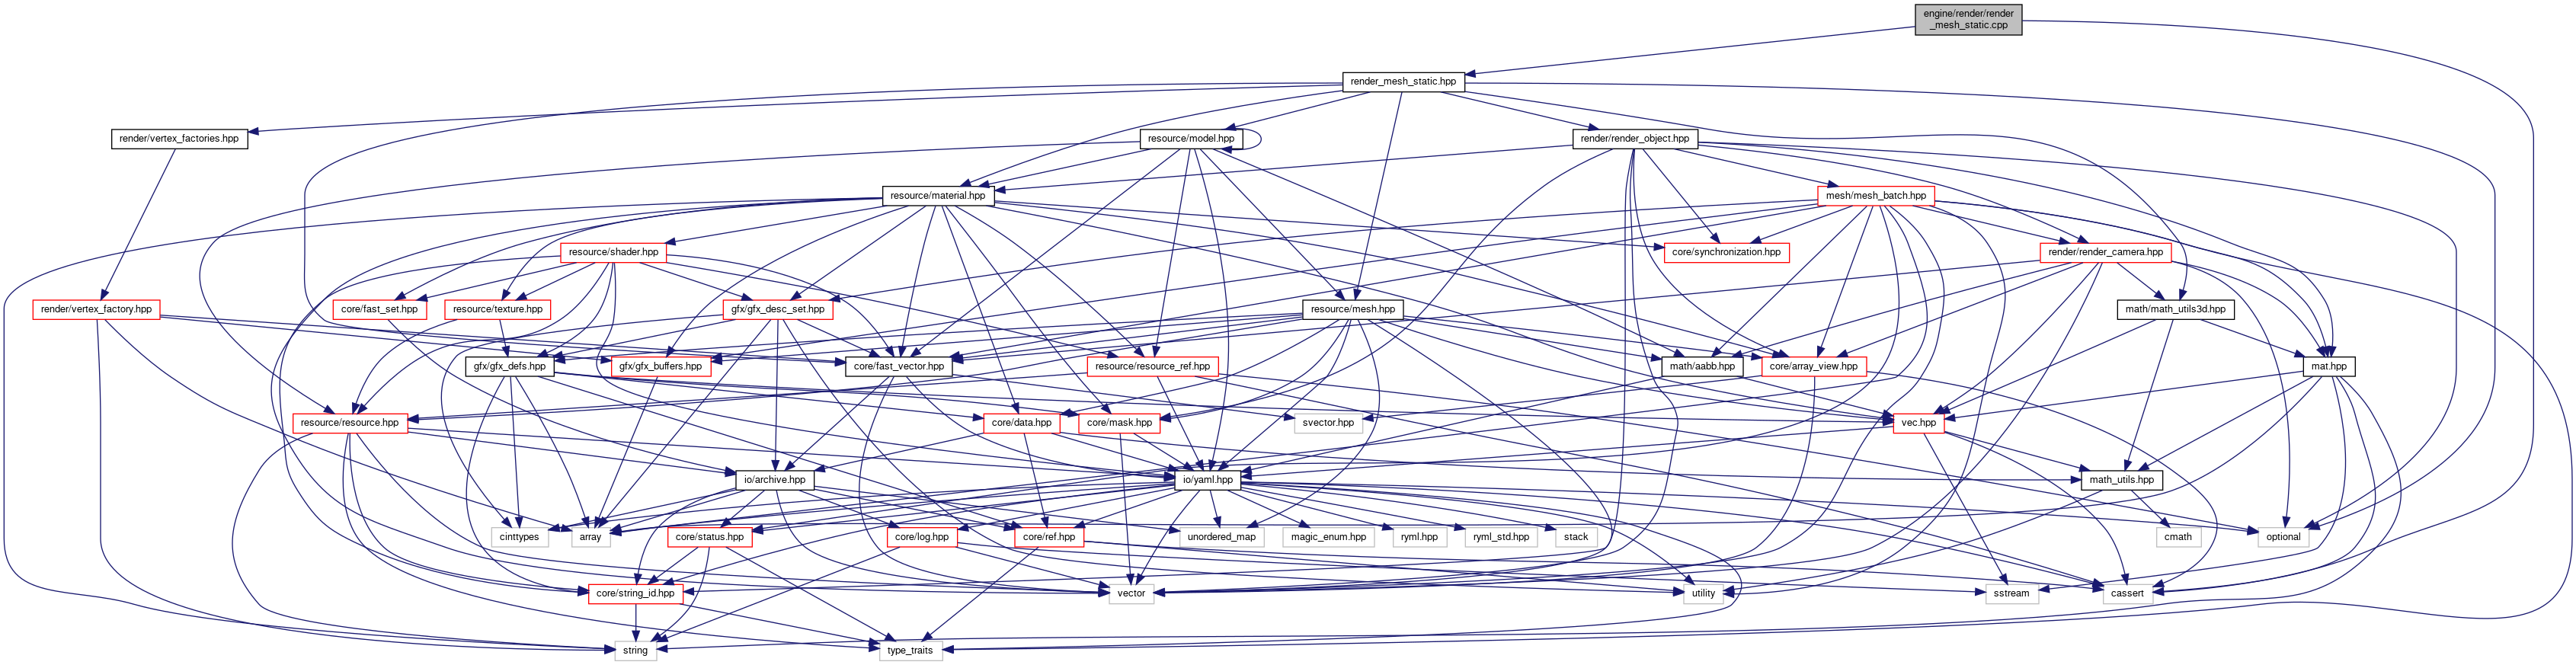 engine/render/render
_mesh_static.cpp
render_mesh_static.hpp
render/vertex_factories.hpp
resource/model.hpp
render/render_object.hpp
resource/material.hpp
mesh/mesh_batch.hpp
resource/shader.hpp
core/synchronization.hpp
render/render_camera.hpp
render/vertex_factory.hpp
core/fast_set.hpp
resource/texture.hpp
gfx/gfx_desc_set.hpp
resource/mesh.hpp
math/math_utils3d.hpp
gfx/gfx_defs.hpp
gfx/gfx_buffers.hpp
core/fast_vector.hpp
resource/resource_ref.hpp
math/aabb.hpp
core/array_view.hpp
mat.hpp
resource/resource.hpp
svector.hpp
core/data.hpp
core/mask.hpp
vec.hpp
io/archive.hpp
io/yaml.hpp
math_utils.hpp
cinttypes
array
core/status.hpp
core/log.hpp
core/ref.hpp
unordered_map
magic_enum.hpp
ryml.hpp
ryml_std.hpp
stack
cmath
optional
core/string_id.hpp
vector
utility
sstream
cassert
string
type_traits